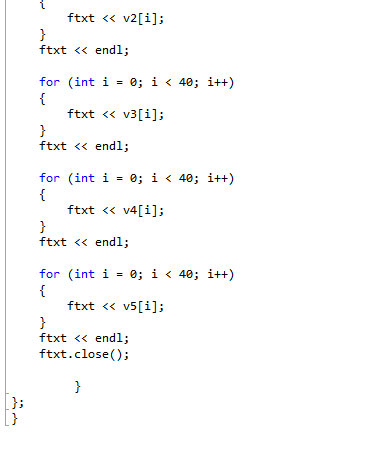 {
ftxt << v2[i];
}
ftxt << endl;
for (int i = 0; i < 40; i++)
{
ftxt << v3[i];
}
ftxt << endl;
for (int i = 0; i < 40; i++)
{
ftxt << v4[i];
}
ftxt << endl;
for (int i = 0; i < 40; i++)
{
ftxt << v5[i];
}
ftxt << endl;
ftxt.close();
}
};
}